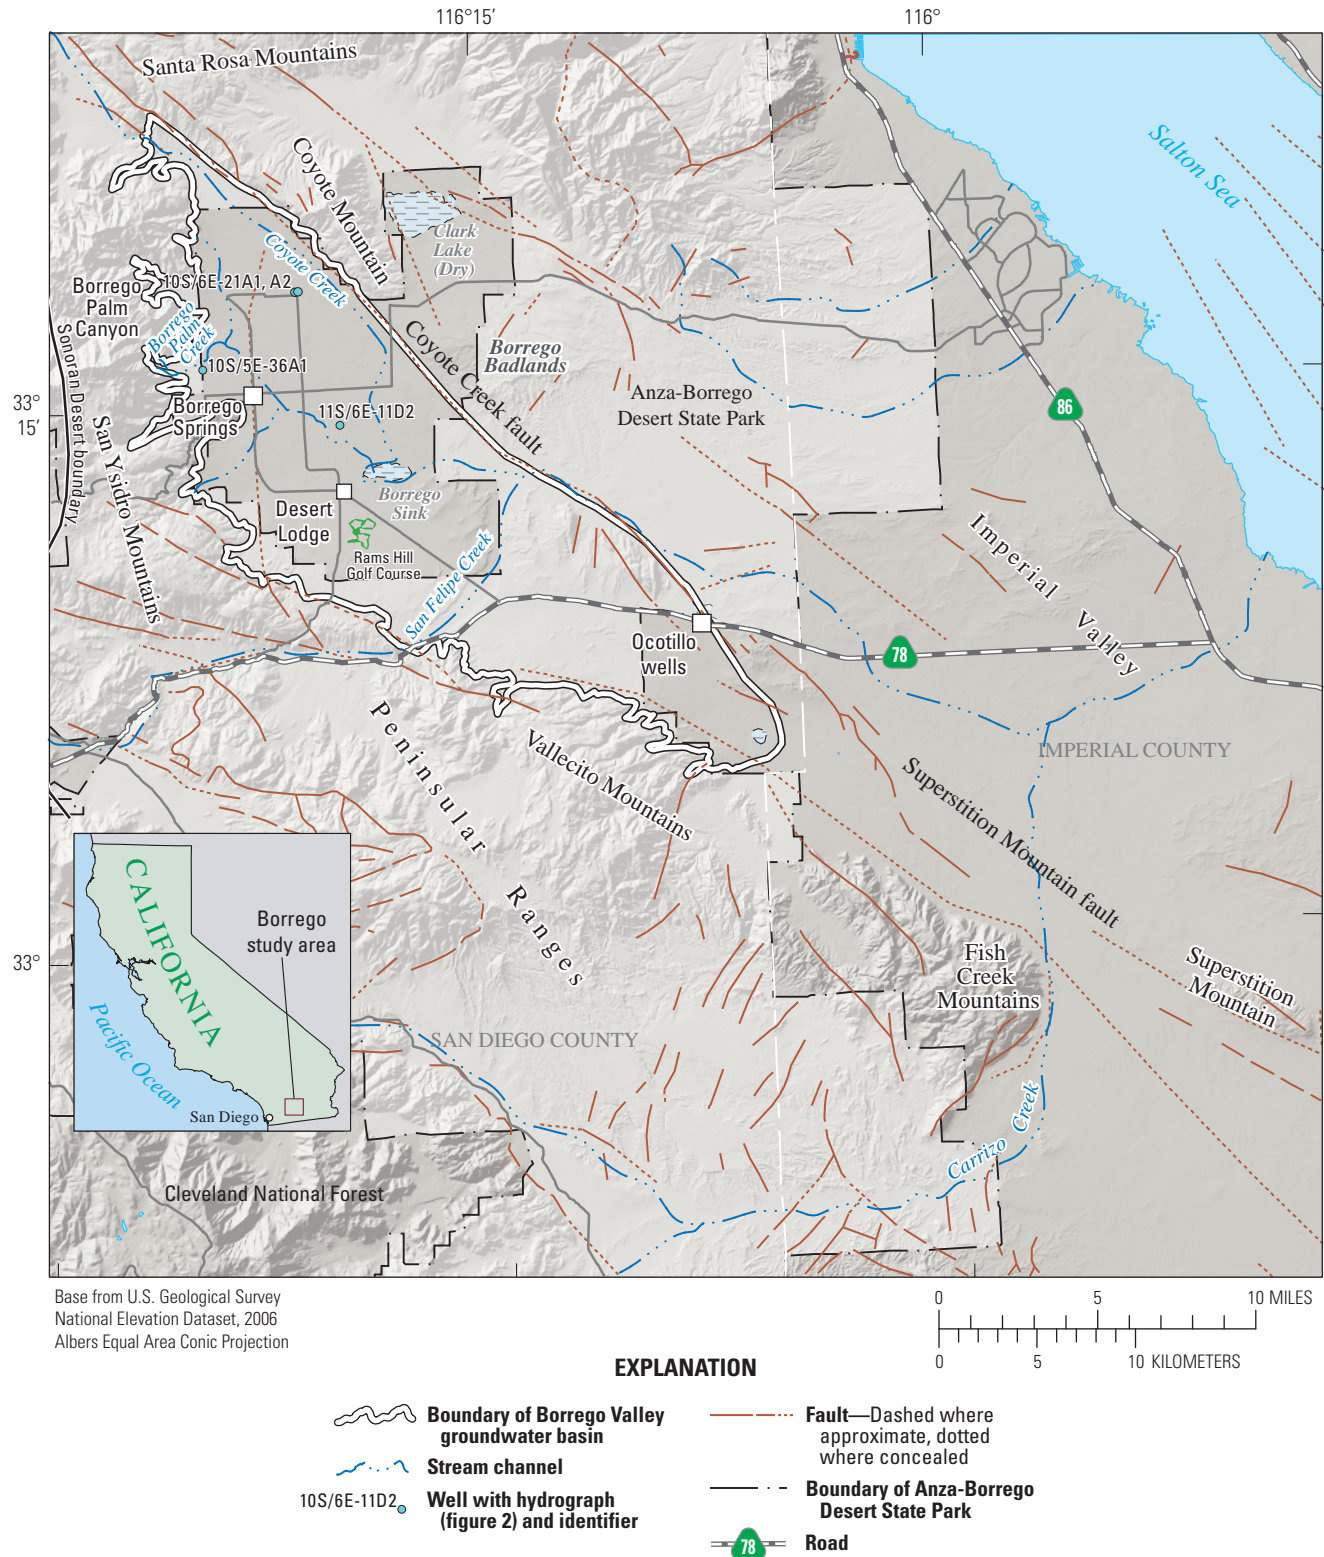 116°15'
116°
Santa Rosa Mountains
Salton Sea
Coyote Mountain
Clark
Lake
(Dry)
Coyote Creek
10S/6E-21A1, A2
Borrego
Palm
Canyon
Borrego
Palm
Creek
Sonoran Desert boundary
10S/5E-36A1
Coyote Creek fault
Borrego
Badlands
Anza-Borrego
Desert State Park
86
33°
15'
Borrego
Springs
11S/6E-11D2
San Ysidro Mountains
Borrego
Sink
Desert
Lodge
Rams Hill
Golf Course
San Felipe Creek
Imperial Valley
Ocotillo
wells
78
Peninsular Ranges
Vallecito Mountains
IMPERIAL COUNTY
Superstition Mountain fault
CALIFORNIA
Borrego
study area
Pacific Ocean
San Diego
33°
Fish
Creek
Mountains
Superstition
Mountain
SAN DIEGO COUNTY
Carrizo Creek
Cleveland National Forest
Base from U.S. Geological Survey
National Elevation Dataset, 2006
Albers Equal Area Conic Projection
0 5 10 MILES
0 5 10 KILOMETERS
EXPLANATION
Boundary of Borrego Valley
groundwater basin
Stream channel
10S/6E-11D2
Well with hydrograph
(figure 2) and identifier
Fault—Dashed where
approximate, dotted
where concealed
Boundary of Anza-Borrego
Desert State Park
78
Road